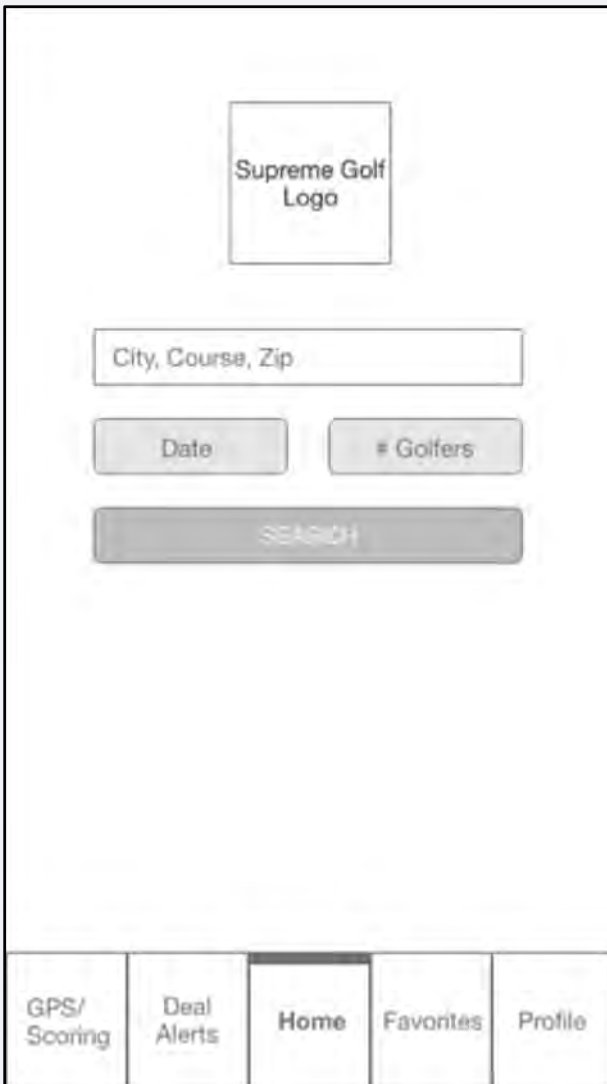 Supreme Golf
Logo
City, Course, Zip
Date
# Golfers
SEARCH
GPS/
Scoring
Deal
Alerts
Home
Favorites
Profile